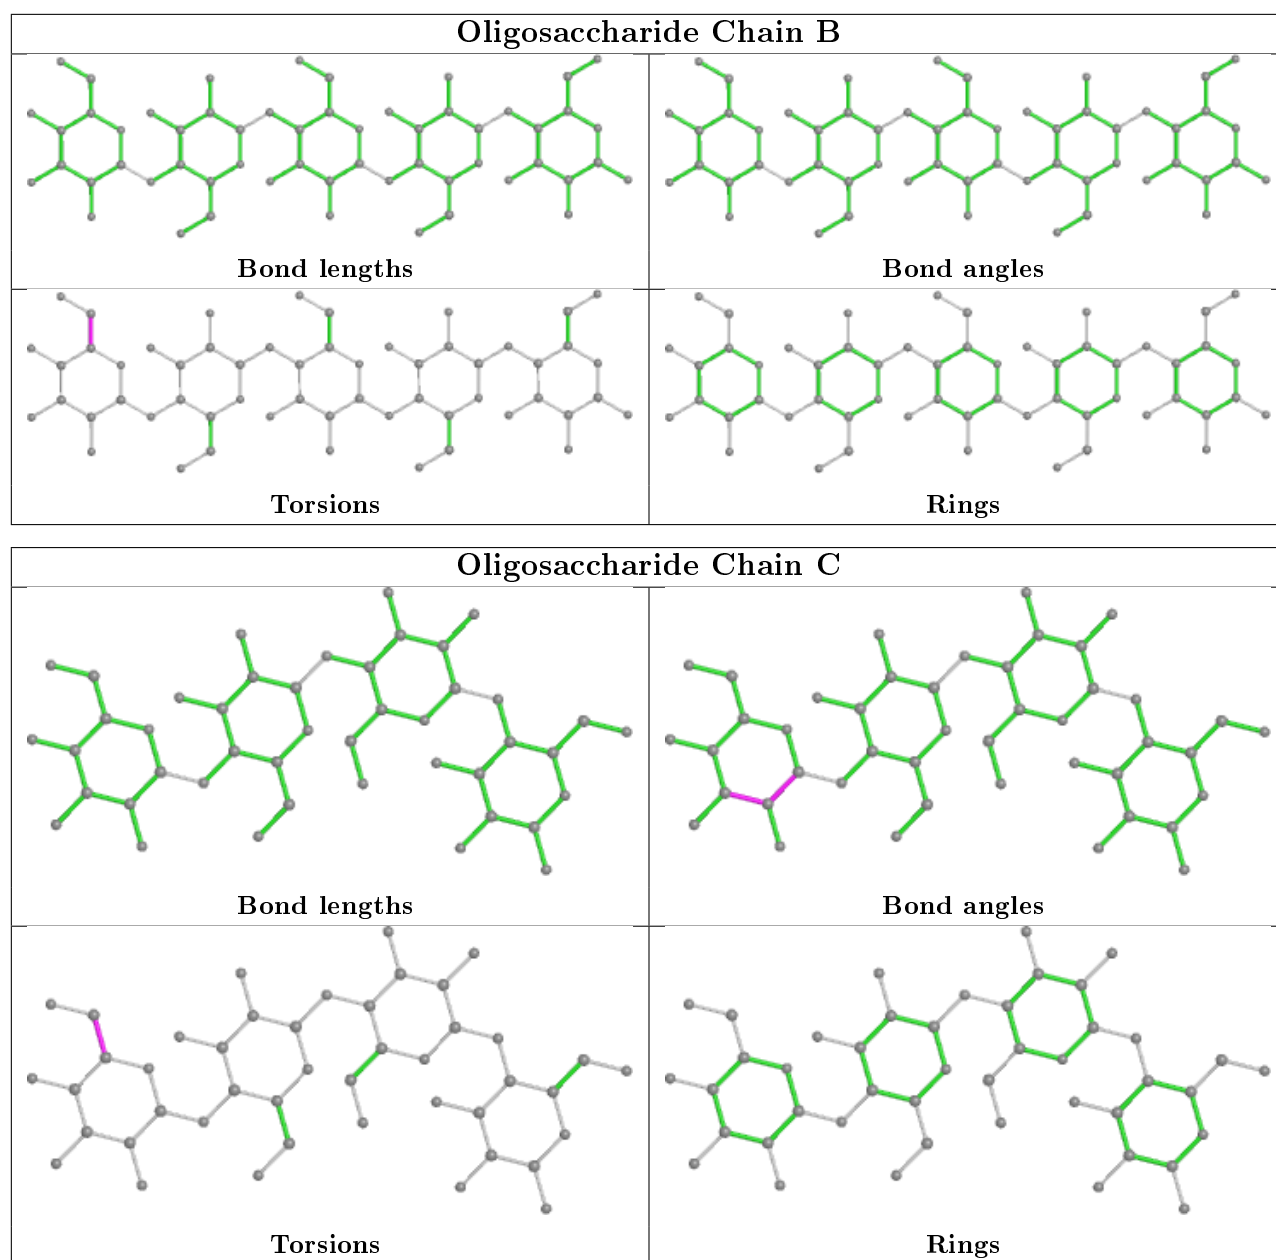 Oligosaccharide Chain B
Bond lengths
Bond angles
Torsions
Rings
Oligosaccharide Chain C
Bond lengths
Bond angles
Torsions
Rings